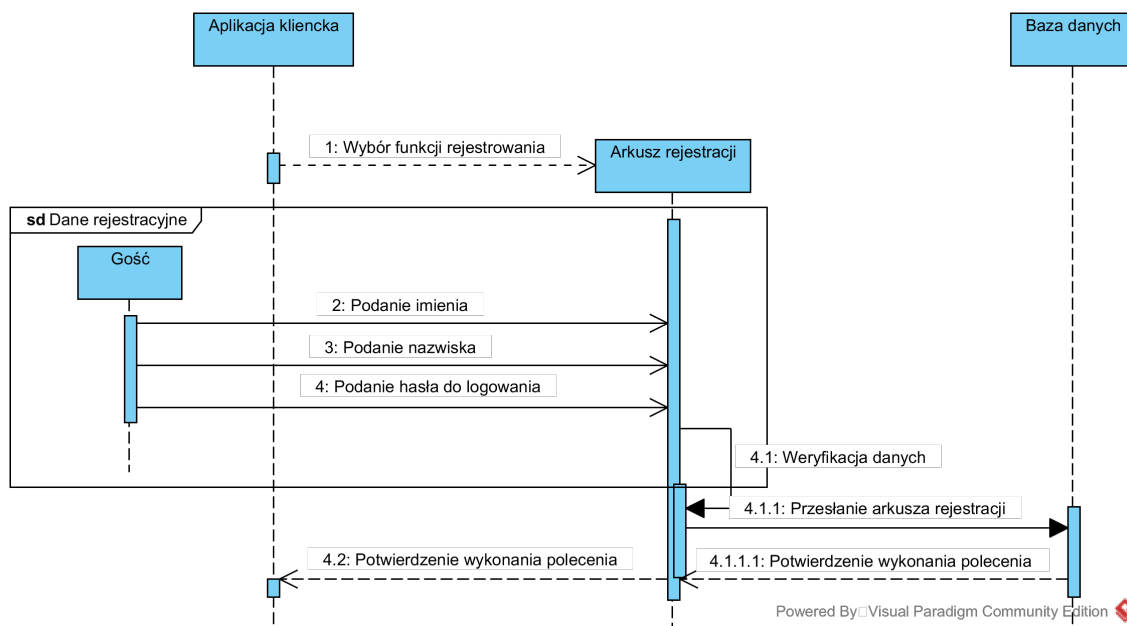 Aplikacja kliencka
Baza danych
1: Wybór funkcji rejestrowania
Arkusz rejestracji
sd Dane rejestracyjne
Gość
2: Podanie imienia
3: Podanie nazwiska
4: Podanie hasła do logowania
4.1: Weryfikacja danych
4.1.1: Przesłanie arkusza rejestracji
4.2: Potwierdzenie wykonania polecenia
4.1.1.1: Potwierdzenie wykonania polecenia
Powered By□Visual Paradigm Community Edition